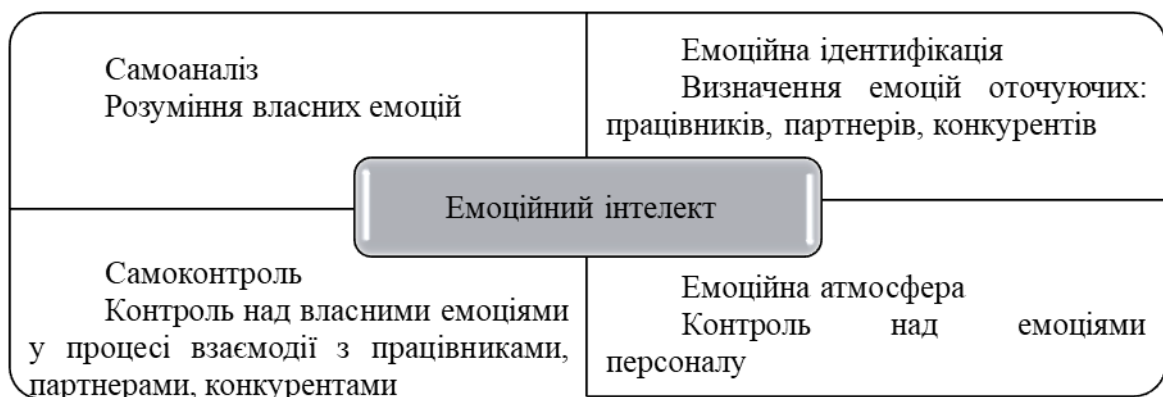 Самоаналіз
Розуміння власних емоцій
Емоційна ідентифікація
Визначення емоцій оточуючих:
працівників, партнерів, конкурентів
Емоційний інтелект
Самоконтроль
Контроль над власними емоціями
у процесі взаємодії з працівниками,
партнерами, конкурентами
Емоційна атмосфера
Контроль над емоціями
персоналу